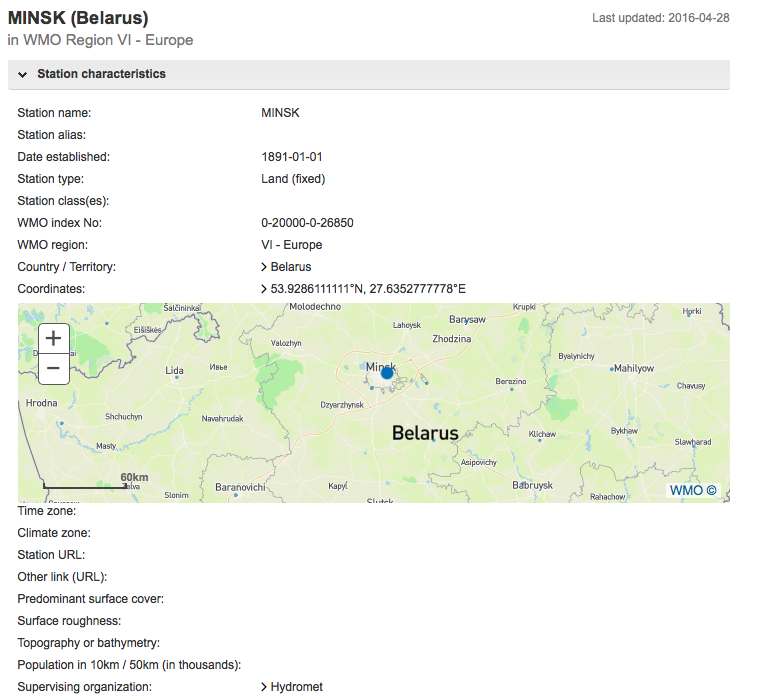 MINSK (Belarus)
Last updated: 2016-04-28
in WMO Region VI - Europe
Station characteristics
Station name: MINSK
Station alias:
Date established: 1891-01-01
Station type: Land (fixed)
Station class(es):
WMO index No: 0-20000-0-26850
WMO region: VI - Europe
Country / Territory: Belarus
Coordinates: 53.9286111111°N, 27.6352777778°E
Šalčininkai
Molodechno
Krupki
Horki
Eišiškės
Lahoysk
Barysaw
+
Valozhyn
Zhodzina
−
Byalynichy
Lida
Ивье
Minsk
Mahilyow
Berezino
Chavusy
Hrodna
Dzyarzhynsk
Shchuchyn
Navahrudak
Belarus
Klichaw
Bykhaw
Masty
Slawharad
Asipovichy
60km
Slonim
Baranovichi
Kapyl
Babruysk
Rahachow
WMO ©
Slutsk
Time zone:
Climate zone:
Station URL:
Other link (URL):
Predominant surface cover:
Surface roughness:
Topography or bathymetry:
Population in 10km / 50km (in thousands):
Supervising organization: Hydromet